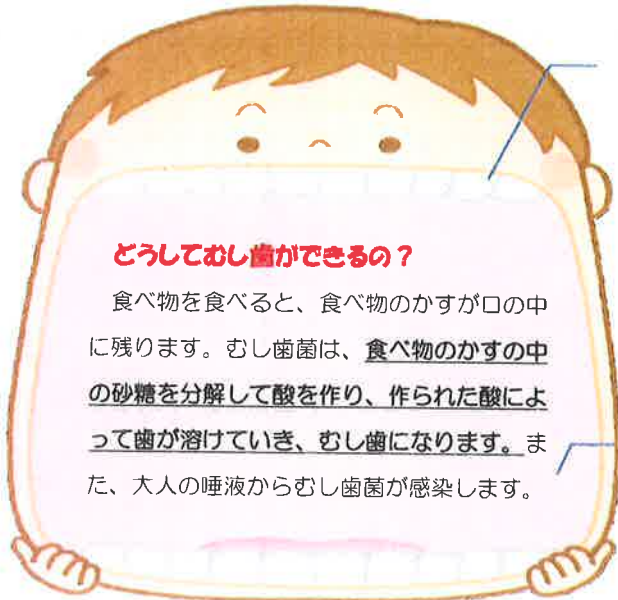 どうしてむし歯ができるの？
　食べ物を食べると、食べ物のかすが口の中
に残ります。むし歯菌は、食べ物のかすの中
の砂糖を分解して酸を作り、作られた酸によ
って歯が溶けていき、むし歯になります。ま
た、大人の唾液からむし歯菌が感染します。